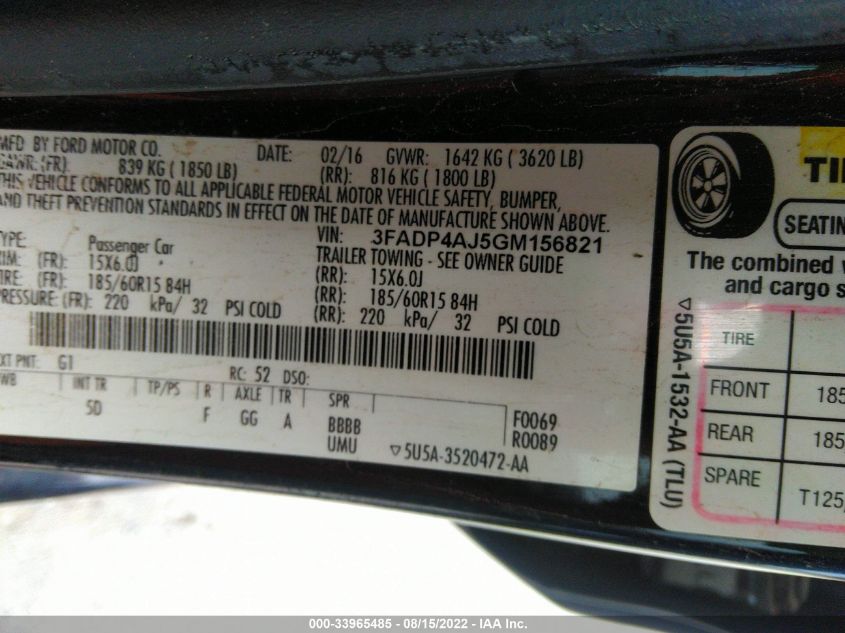 MFD BY FORD MOTOR CO.
DATE: 02/16 GVWR: 1642 KG ( 3620 LB)
GAWR: (FR): 839 KG ( 1850 LB) (RR): 816 KG ( 1800 LB)
THIS VEHICLE CONFORMS TO ALL APPLICABLE FEDERAL MOTOR VEHICLE SAFETY, BUMPER,
AND THEFT PREVENTION STANDARDS IN EFFECT ON THE DATE OF MANUFACTURE SHOWN ABOVE.
VIN: 3FADP4AJ5GM156821
TYPE: Passenger Car TRAILER TOWING - SEE OWNER GUIDE
RIM: (FR): 15X6.0J (RR): 15X6.0J
TIRE: (FR): 185/60R15 84H (RR): 185/60R15 84H
PRESSURE: (FR): 220 kPa/ 32 PSI COLD (RR): 220 kPa/ 32 PSI COLD
EXT PNT: G1 RC: 52 DSO:
WB INT TR TP/PS R AXLE TR SPR
5D F GG A BBBB
UMU
F0069
R0089
▽5U5A-3520472-AA
TI
SEATIN
The combined
and cargo s
TIRE
FRONT 185
REAR 185
SPARE T125
▽5U5A-1532-AA (TLU)
000-33965485 - 08/15/2022 - IAA Inc.